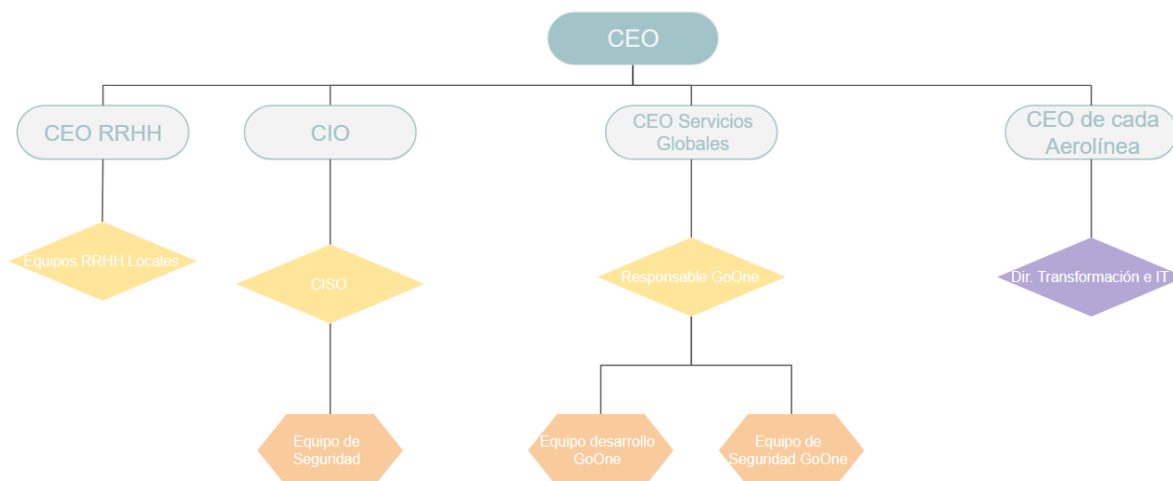 CEO
CEO RRHH
CIO
CEO Servicios
Globales
CEO de cada
Aerolínea
Equipos RRHH Locales
CISO
Responsable GoOne
Dir. Transformación e IT
Equipo de
Seguridad
Equipo desarrollo
GoOne
Equipo de
Seguridad GoOne